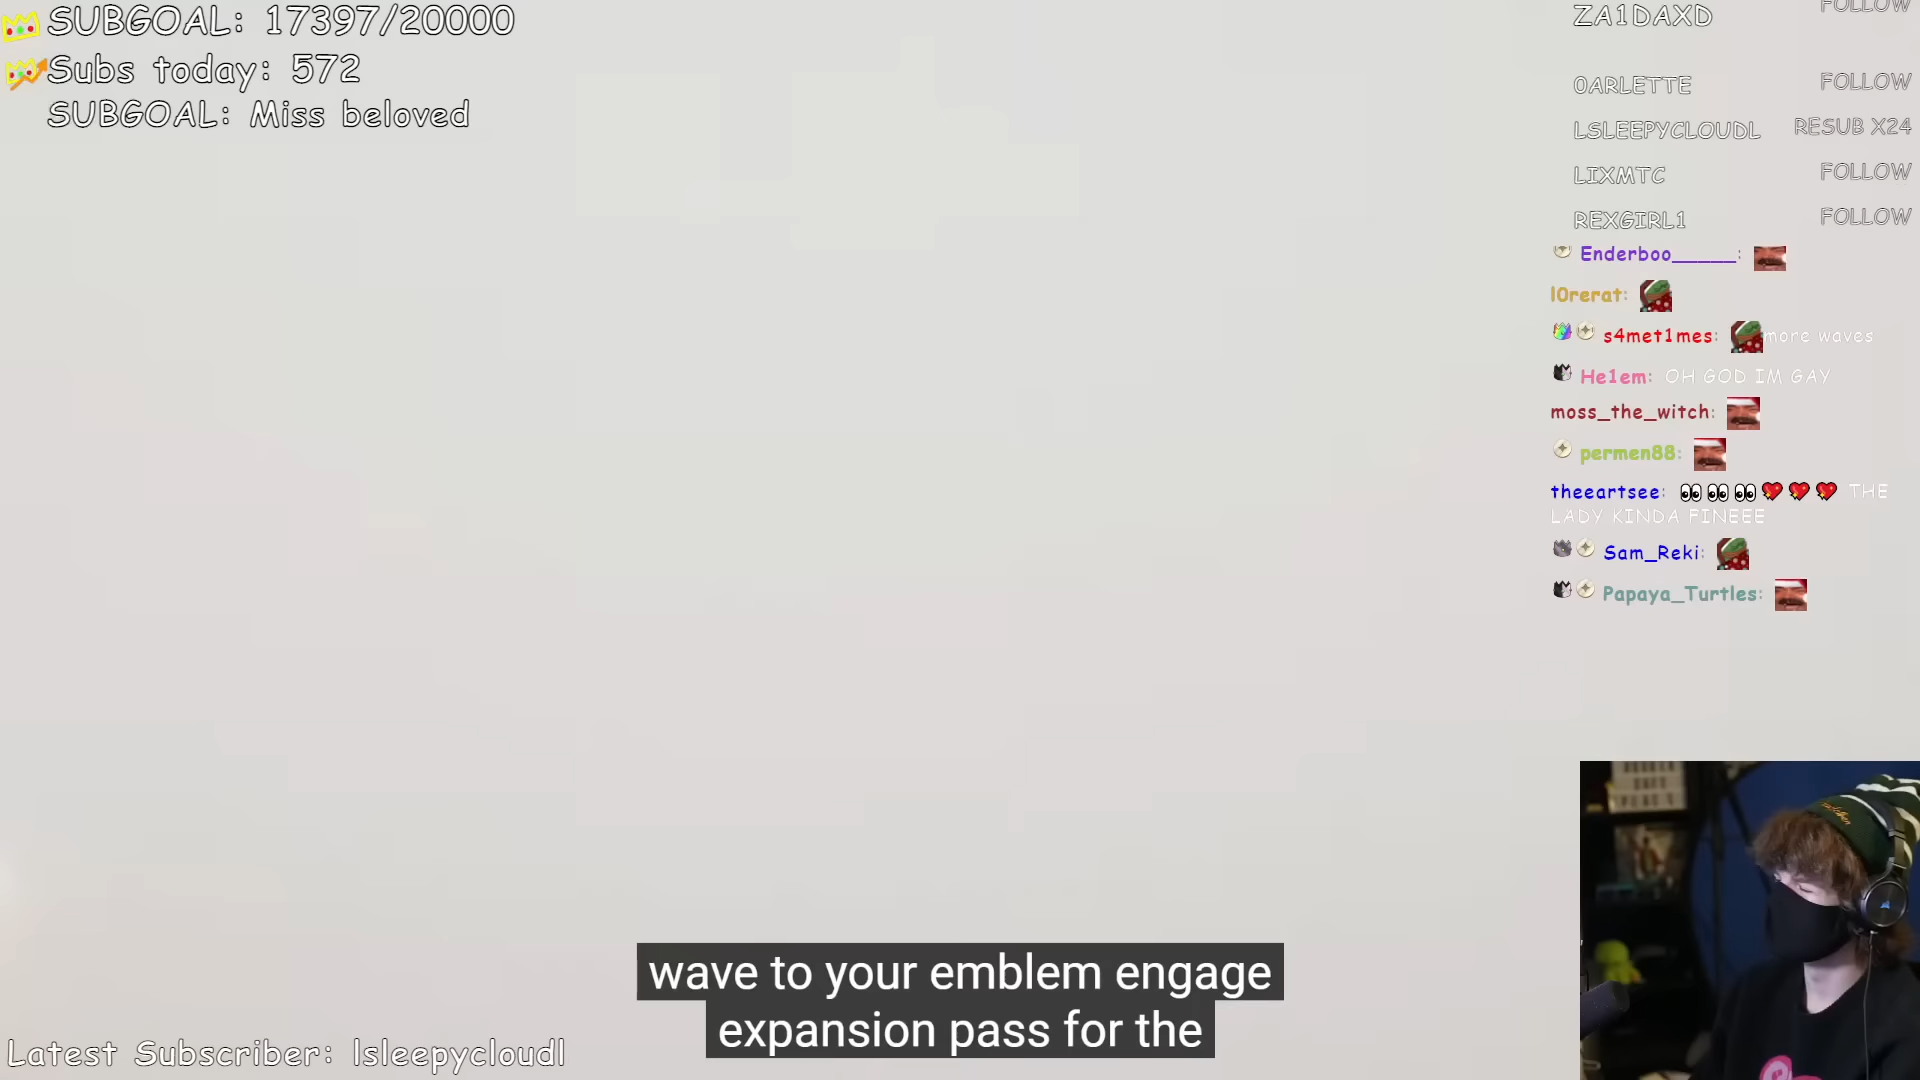 SUBGOAL: 17397/20000
Subs today: 572
SUBGOAL: Miss beloved
ZA1DAXD FOLLOW
OARLETTE FOLLOW
LSLEEPYCLOUDL RESUB X24
LIXMTC FOLLOW
REXGIRL1 FOLLOW
Enderboo_____:
l0rerat:
s4met1mes: more waves
He1em: OH GOD IM GAY
moss_the_witch:
permen88:
theeartsee: THE
LADY KINDA FINEEE
Sam_Reki:
Papaya_Turtles:
wave to your emblem engage
expansion pass for the
Latest Subscriber: lsleepycloudl